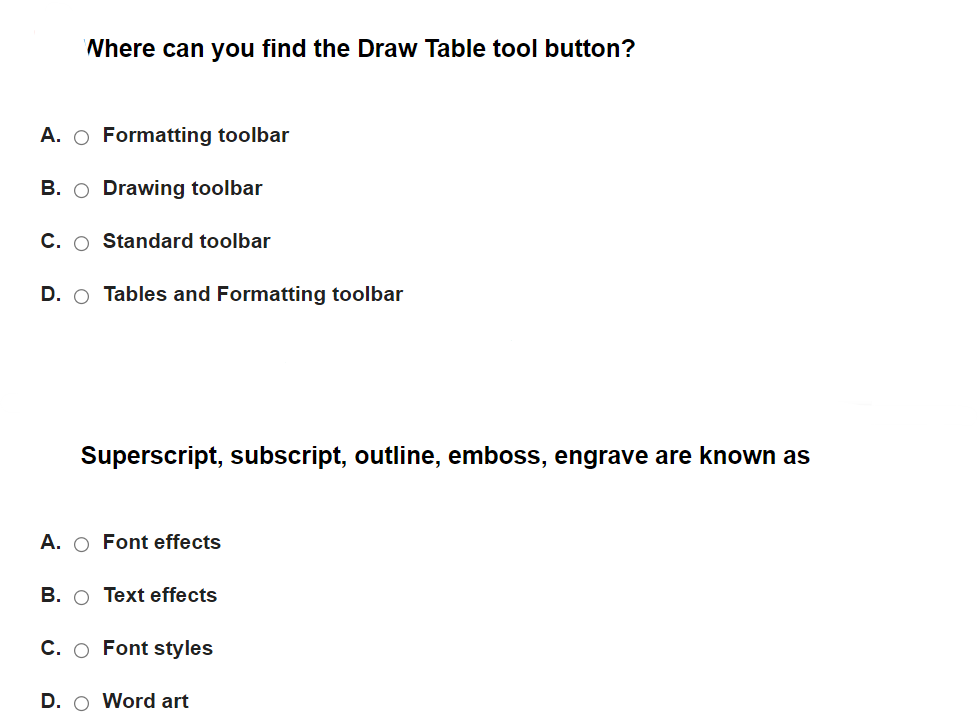 Where can you find the Draw Table tool button?
A. Formatting toolbar
B. Drawing toolbar
C. Standard toolbar
D. Tables and Formatting toolbar
Superscript, subscript, outline, emboss, engrave are known as
A. Font effects
B. Text effects
C. Font styles
D. Word art